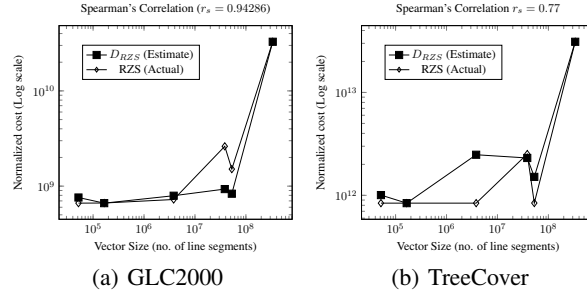 Spearman's Correlation (r_s = 0.94286)
Normalized cost (Log scale)
10^10
10^9
D_RZS (Estimate)
RZS (Actual)
10^5 10^6 10^7 10^8
Vector Size (no. of line segments)
(a) GLC2000
Spearman's Correlation r_s = 0.77
Normalized cost (Log scale)
10^13
10^12
D_RZS (Estimate)
RZS (Actual)
10^5 10^6 10^7 10^8
Vector Size (no. of line segments)
(b) TreeCover